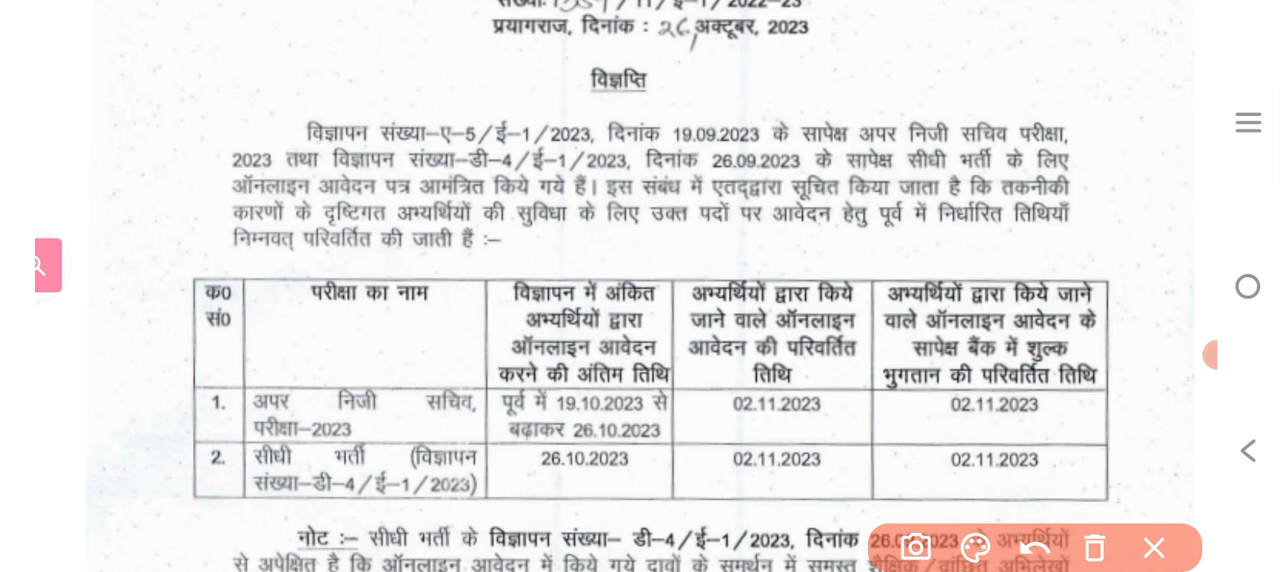 प्रयागराज, दिनांक : 26 अक्टूबर, 2023
विज्ञप्ति
विज्ञापन संख्या–ए–5/ई–1/2023, दिनांक 19.09.2023 के सापेक्ष अपर निजी सचिव परीक्षा,
2023 तथा विज्ञापन संख्या–डी–4/ई–1/2023, दिनांक 26.09.2023 के सापेक्ष सीधी भर्ती के लिए
ऑनलाइन आवेदन पत्र आमंत्रित किये गये हैं। इस संबंध में एतद्द्वारा सूचित किया जाता है कि तकनीकी
कारणों के दृष्टिगत अभ्यर्थियों की सुविधा के लिए उक्त पदों पर आवेदन हेतु पूर्व में निर्धारित तिथियाँ
निम्नवत् परिवर्तित की जाती हैं :–
क0 परीक्षा का नाम विज्ञापन में अंकित अभ्यर्थियों द्वारा किये अभ्यर्थियों द्वारा किये जाने
सं0 अभ्यर्थियों द्वारा जाने वाले ऑनलाइन वाले ऑनलाइन आवेदन के
ऑनलाइन आवेदन आवेदन की परिवर्तित सापेक्ष बैंक में शुल्क
करने की अंतिम तिथि तिथि भुगतान की परिवर्तित तिथि
1. अपर निजी सचिव, पूर्व में 19.10.2023 से 02.11.2023 02.11.2023
परीक्षा–2023 बढ़ाकर 26.10.2023
2. सीधी भर्ती (विज्ञापन 26.10.2023 02.11.2023 02.11.2023
संख्या–डी–4/ई–1/2023)
नोट :– सीधी भर्ती के विज्ञापन संख्या– डी–4/ई–1/2023, दिनांक अभ्यर्थियों
से अपेक्षित है कि ऑनलाइन आवेदन में किये गये दावों के समर्थन में समस्त शैक्षिक/वांछित अभिलेखों